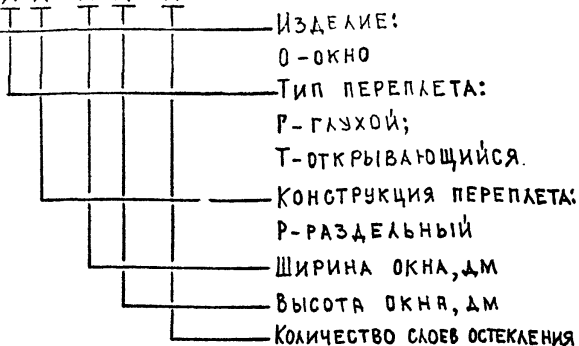 Изделие:
О-окно
Тип переплета:
Г-глухой;
Т-открывающийся.
Конструкция переплета:
Р-раздельный
Ширина окна, дм
Высота окна, дм
Количество слоев остекления